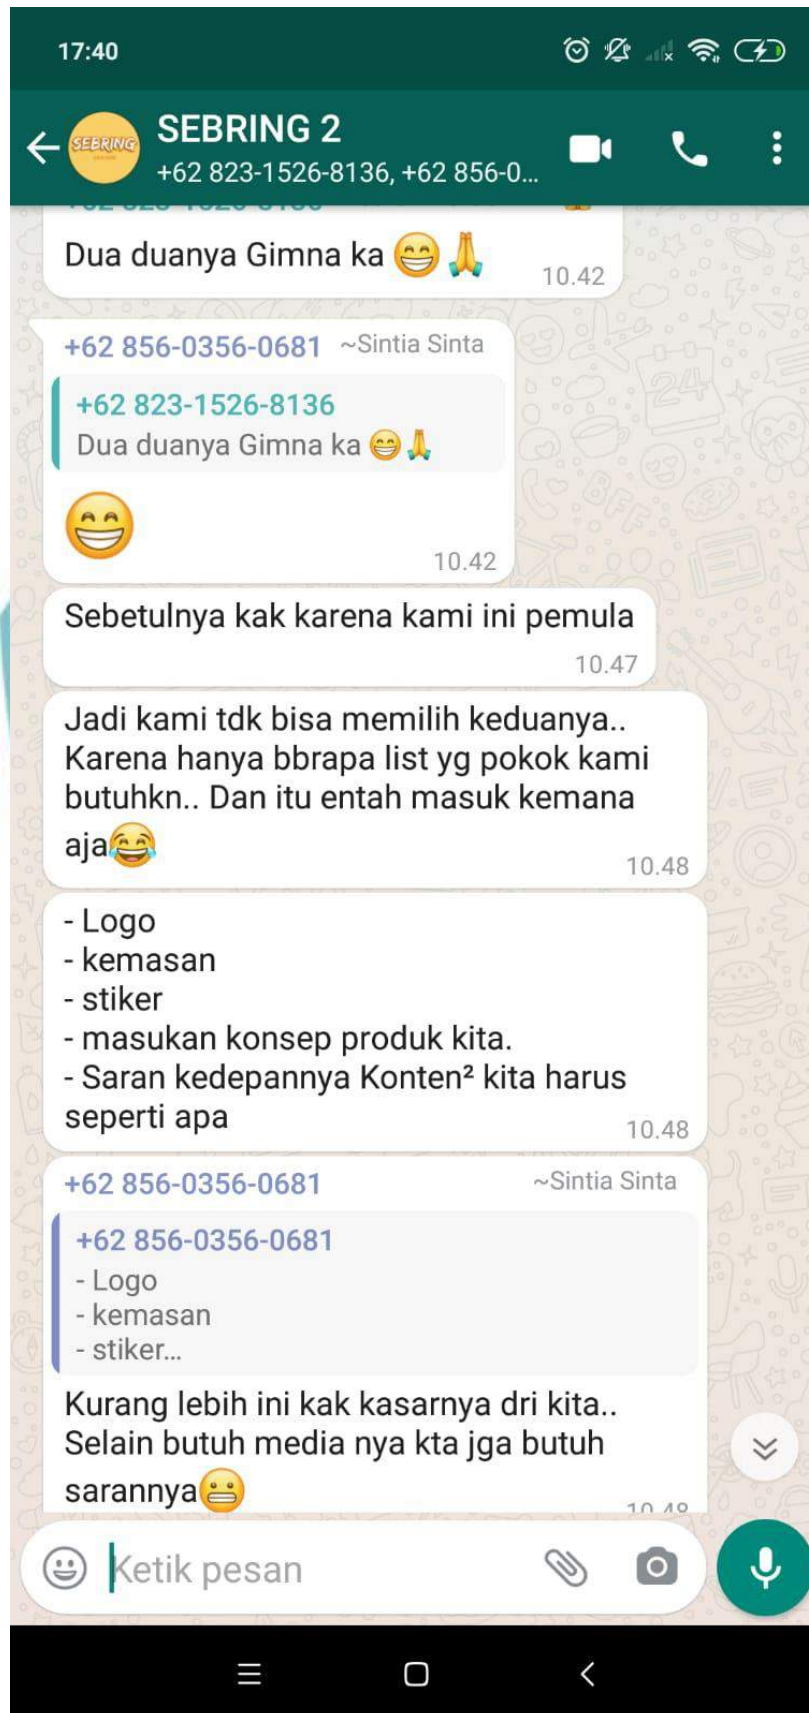 17:40
SEBRING
SEBRING 2
+62 823-1526-8136, +62 856-0...
Dua duanya Gimna ka 😁🙏
10.42
+62 856-0356-0681 ~Sintia Sinta
+62 823-1526-8136
Dua duanya Gimna ka 😁🙏
😁
10.42
Sebetulnya kak karena kami ini pemula
10.47
Jadi kami tdk bisa memilih keduanya..
Karena hanya bbrapa list yg pokok kami
butuhkn.. Dan itu entah masuk kemana
aja😂
10.48
- Logo
- kemasan
- stiker
- masukan konsep produk kita.
- Saran kedepannya Konten² kita harus
seperti apa
10.48
+62 856-0356-0681 ~Sintia Sinta
+62 856-0356-0681
- Logo
- kemasan
- stiker...
Kurang lebih ini kak kasarnya dri kita..
Selain butuh media nya kta jga butuh
sarannya😬
Ketik pesan